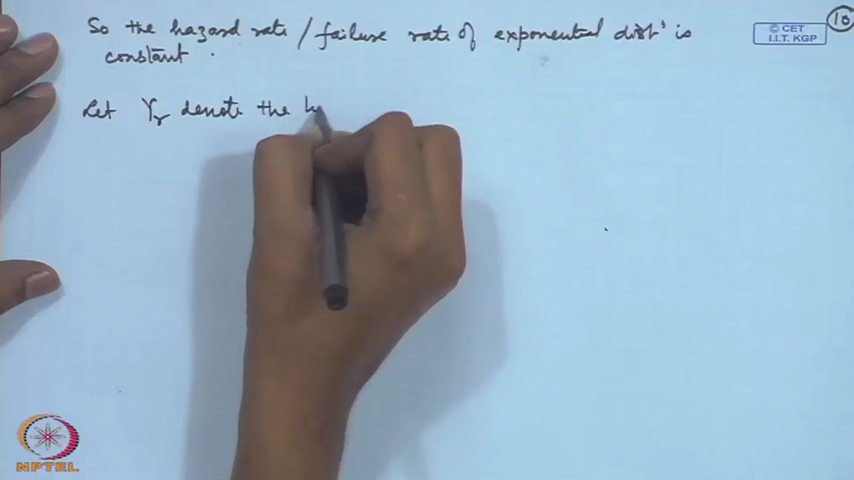 So the hazard rate / failure rate of exponential distⁿ is
constant.
Let Yr denote the
© CET
I.I.T. KGP
10
NPTEL